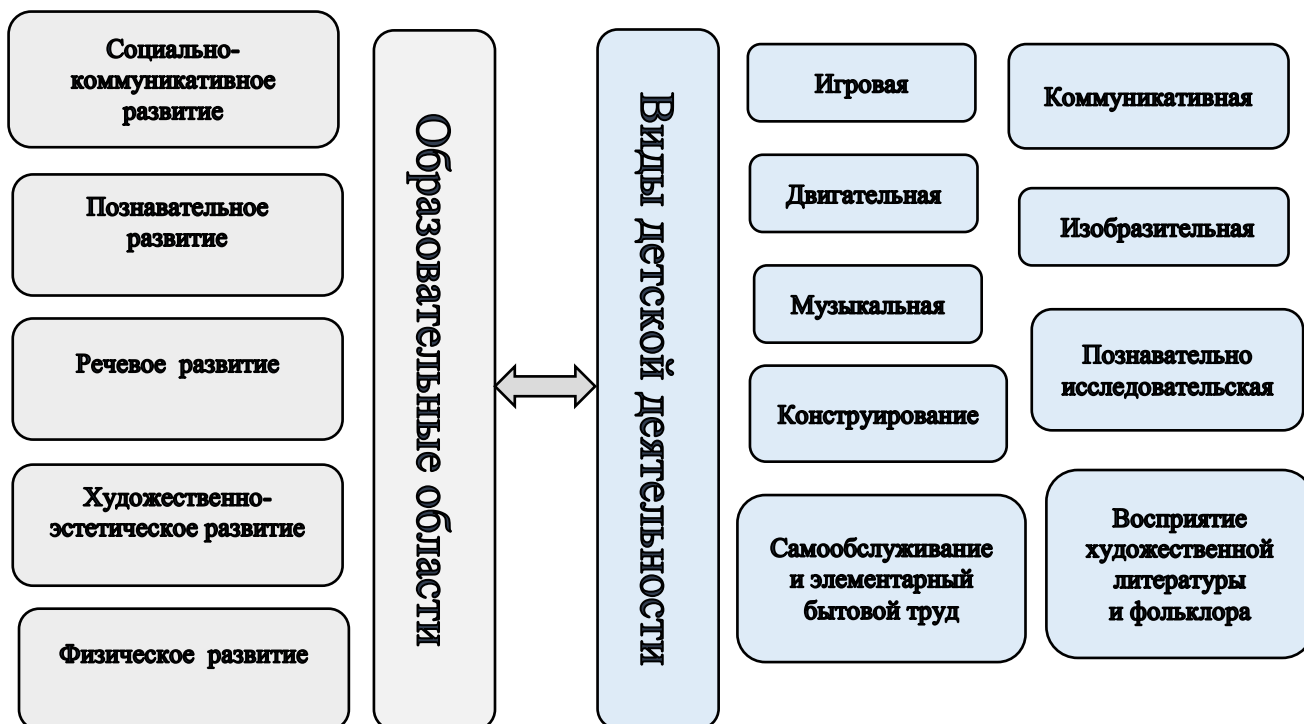 Социально-
коммуникативное
развитие
Познавательное
развитие
Речевое развитие
Художественно-
эстетическое развитие
Физическое развитие
Образовательные области
Виды детской деятельности
Игровая
Двигательная
Музыкальная
Конструирование
Самообслуживание
и элементарный
бытовой труд
Коммуникативная
Изобразительная
Познавательно
исследовательская
Восприятие
художественной
литературы
и фольклора